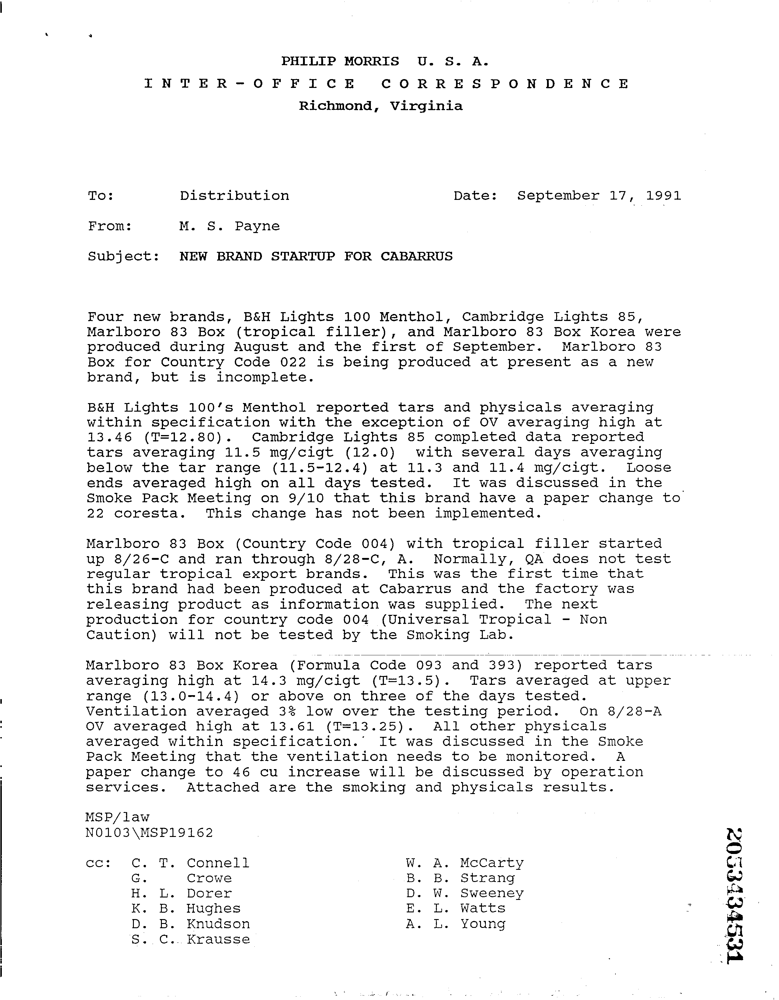 PHILIP MORRIS U. S. A.
INTER-OFFICE CORRESPONDENCE
Richmond, Virginia
To: Distribution Date: September 17, 1991
From: M. S. Payne
Subject: NEW BRAND STARTUP FOR CABARRUS
Four new brands, B&H Lights 100 Menthol, Cambridge Lights 85,
Marlboro 83 Box (tropical filler), and Marlboro 83 Box Korea were
produced during August and the first of September. Marlboro 83
Box for Country Code 022 is being produced at present as a new
brand, but is incomplete.
B&H Lights 100's Menthol reported tars and physicals averaging
within specification with the exception of OV averaging high at
13.46 (T=12.80). Cambridge Lights 85 completed data reported
tars averaging 11.5 mg/cigt (12.0) with several days averaging
below the tar range (11.5-12.4) at 11.3 and 11.4 mg/cigt. Loose
ends averaged high on all days tested. It was discussed in the
Smoke Pack Meeting on 9/10 that this brand have a paper change to
22 coresta. This change has not been implemented.
Marlboro 83 Box (Country Code 004) with tropical filler started
up 8/26-C and ran through 8/28-C, A. Normally, QA does not test
regular tropical export brands. This was the first time that
this brand had been produced at Cabarrus and the factory was
releasing product as information was supplied. The next
production for country code 004 (Universal Tropical - Non
Caution) will not be tested by the Smoking Lab.
Marlboro 83 Box Korea (Formula Code 093 and 393) reported tars
averaging high at 14.3 mg/cigt (T=13.5). Tars averaged at upper
range (13.0-14.4) or above on three of the days tested.
Ventilation averaged 3% low over the testing period. On 8/28-A
OV averaged high at 13.61 (T=13.25). All other physicals
averaged within specification. It was discussed in the Smoke
Pack Meeting that the ventilation needs to be monitored. A
paper change to 46 cu increase will be discussed by operation
services. Attached are the smoking and physicals results.
MSP/law
N0103\MSP19162
cc: C. T. Connell W. A. McCarty
G. Crowe B. B. Strang
H. L. Dorer D. W. Sweeney
K. B. Hughes E. L. Watts
D. B. Knudson A. L. Young
S. C. Krausse
2053434531